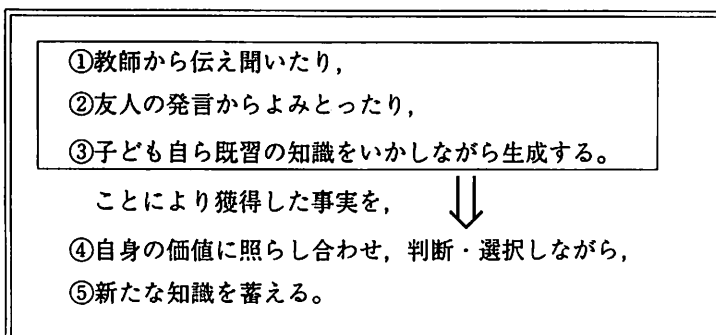 ①教師から伝え聞いたり，
②友人の発言からよみとったり，
③子ども自ら既習の知識をいかしながら生成する。
ことにより獲得した事実を，
④自身の価値に照らし合わせ，判断・選択しながら，
⑤新たな知識を蓄える。